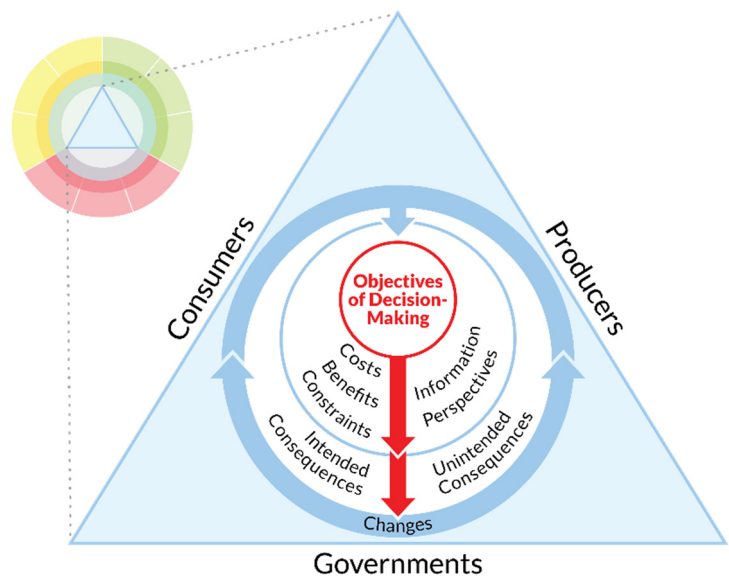 Consumers
Producers
Objectives
of Decision-
Making
Costs
Benefits
Constraints
Information
Perspectives
Intended
Consequences
Unintended
Consequences
Changes
Governments